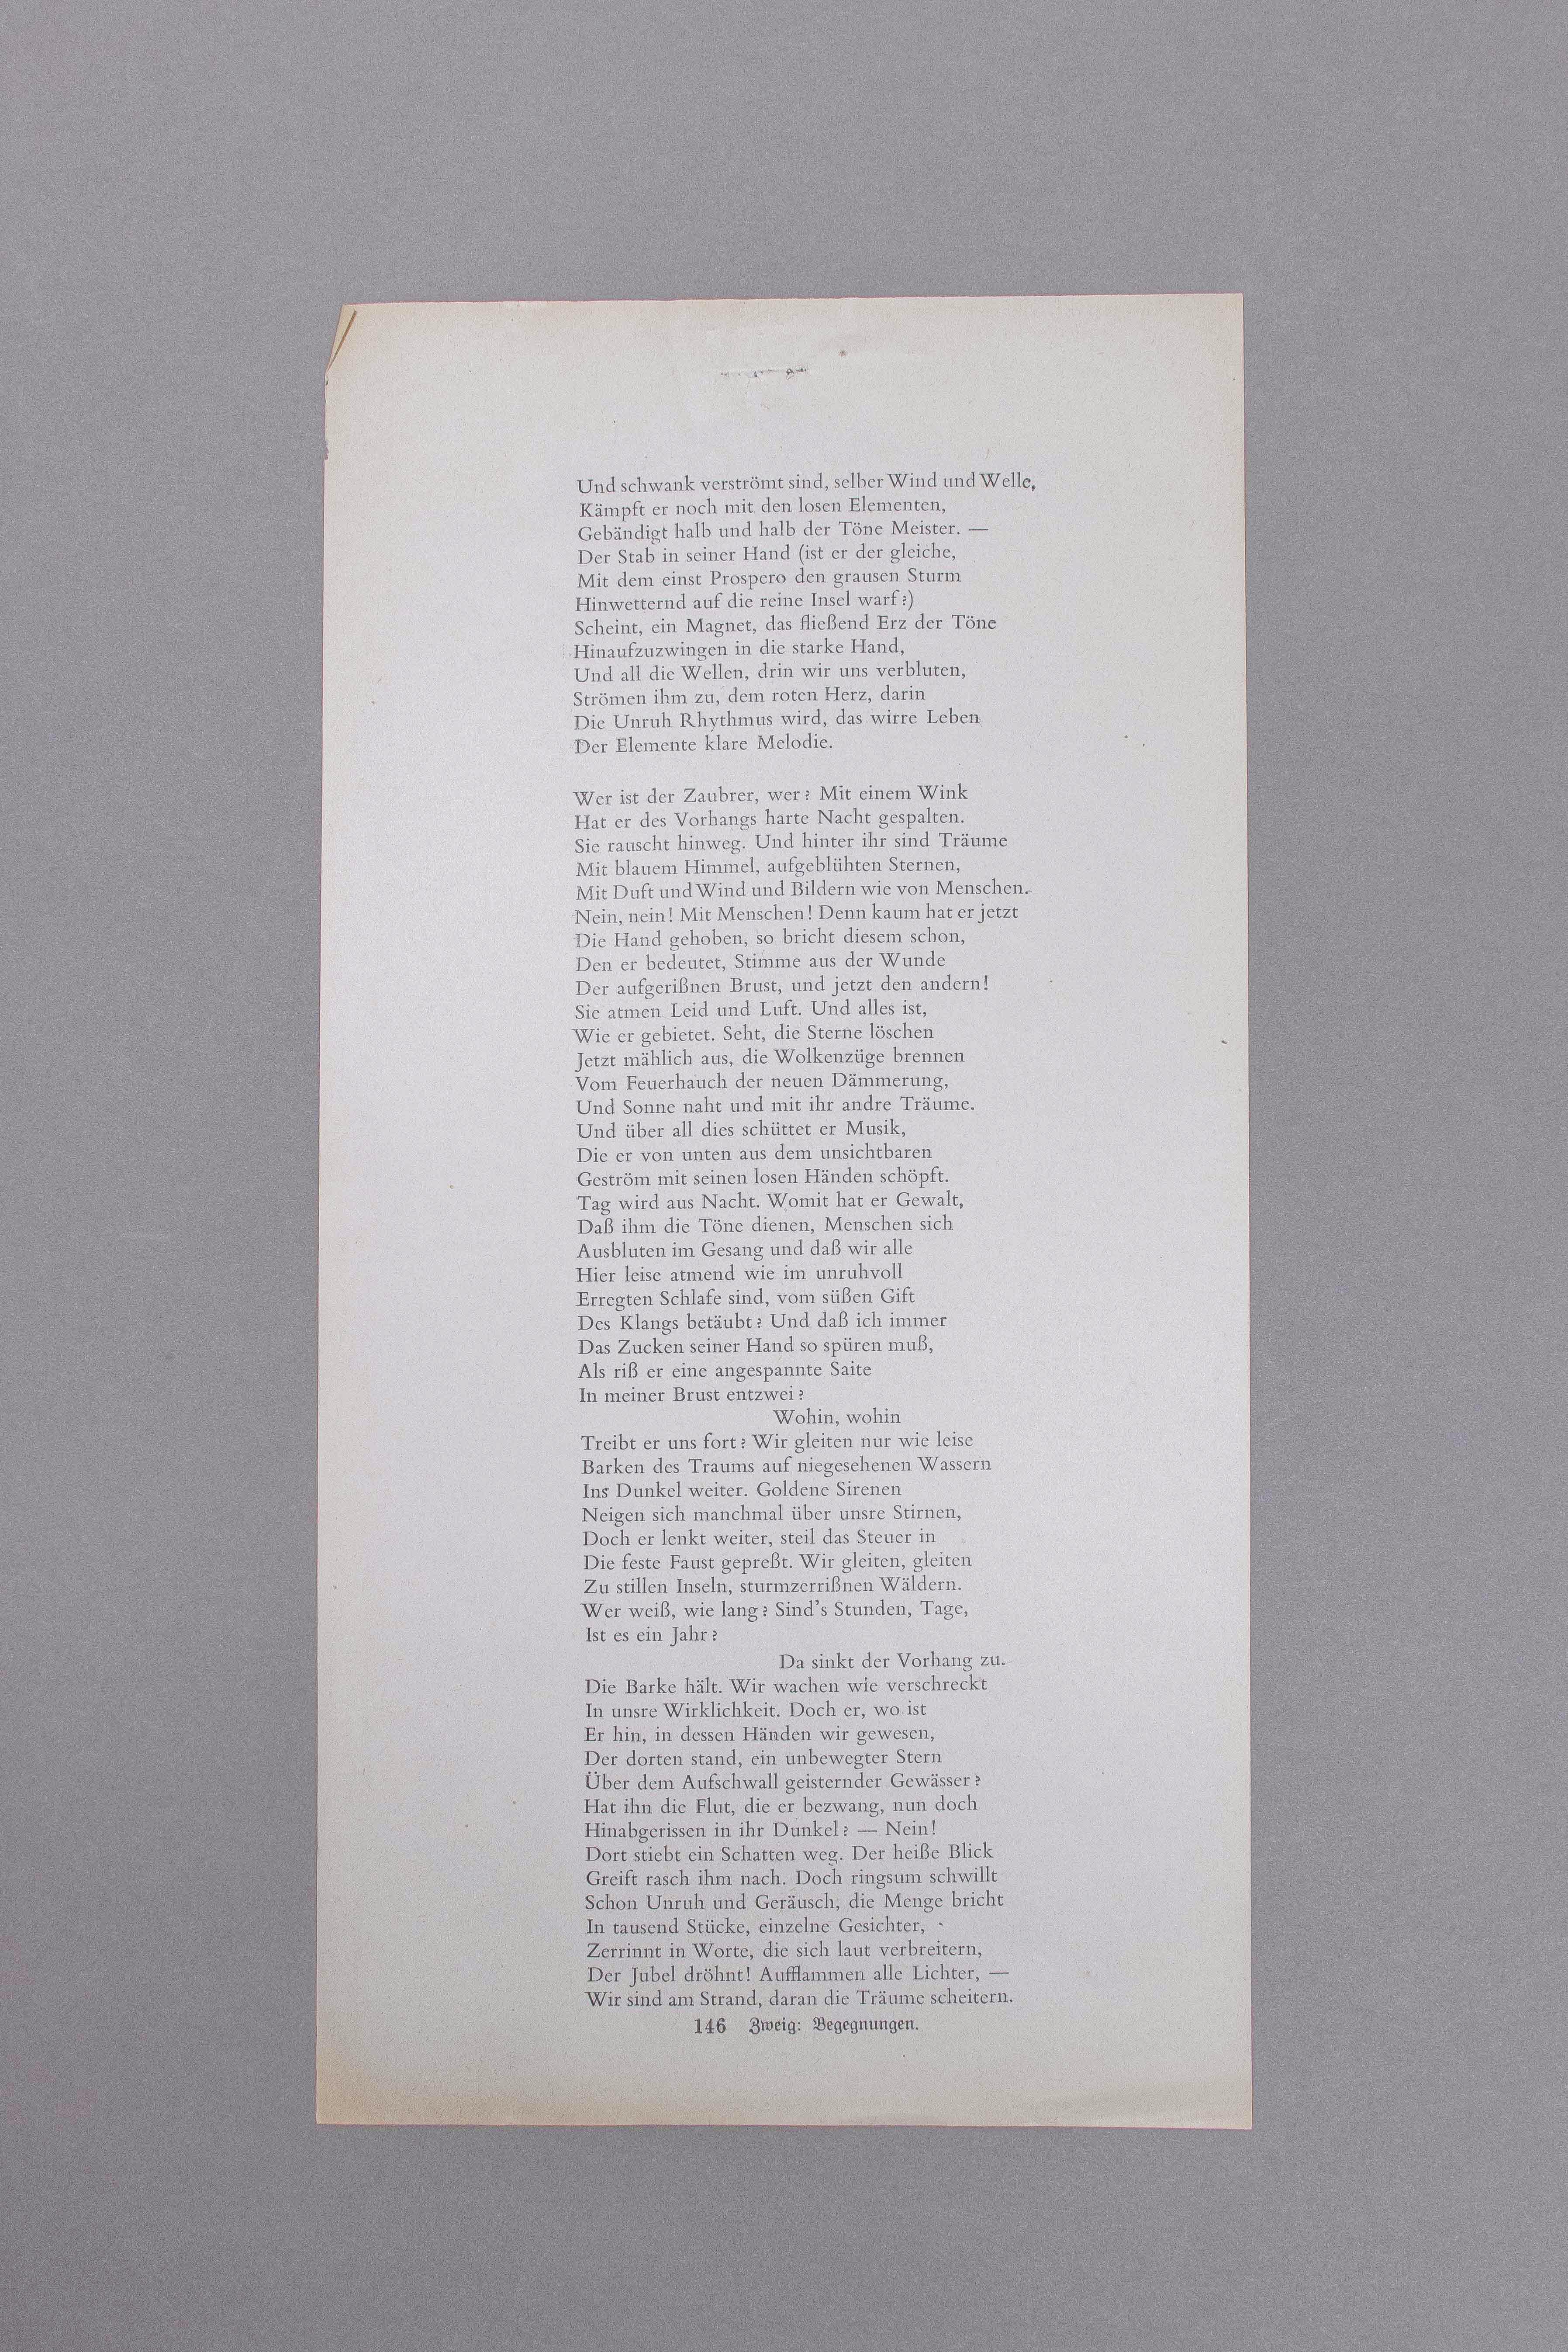 Und schwank verströmt sind, selber Wind und Welle,
Kämpft er noch mit den losen Elementen,
Gebändigt halb und halb der Töne Meister. —
Der Stab in seiner Hand (ist er der gleiche,
Mit dem einst Prospero den grausen Sturm
Hinwetternd auf die reine Insel warf?)
Scheint, ein Magnet, das fließend Erz der Töne
Hinaufzuzwingen in die starke Hand,
Und all die Wellen, drin wir uns verbluten,
Strömen ihm zu, dem roten Herz, darin
Die Unruh Rhythmus wird, das wirre Leben
Der Elemente klare Melodie.
Wer ist der Zaubrer, wer? Mit einem Wink
Hat er des Vorhangs harte Nacht gespalten.
Sie rauscht hinweg. Und hinter ihr sind Träume
Mit blauem Himmel, aufgeblühten Sternen,
Mit Duft und Wind und Bildern wie von Menschen.
Nein, nein! Mit Menschen! Denn kaum hat er jetzt
Die Hand gehoben, so bricht diesem schon,
Den er bedeutet, Stimme aus der Wunde
Der aufgerißnen Brust, und jetzt den andern!
Sie atmen Leid und Luft. Und alles ist,
Wie er gebietet. Seht, die Sterne löschen
Jetzt mählich aus, die Wolkenzüge brennen
Vom Feuerhauch der neuen Dämmerung,
Und Sonne naht und mit ihr andre Träume.
Und über all dies schüttet er Musik,
Die er von unten aus dem unsichtbaren
Geström mit seinen losen Händen schöpft.
Tag wird aus Nacht. Womit hat er Gewalt,
Daß ihm die Töne dienen, Menschen sich
Ausbluten im Gesang und daß wir alle
Hier leise atmend wie im unruhvoll
Erregten Schlafe sind, vom süßen Gift
Des Klangs betäubt? Und daß ich immer
Das Zucken seiner Hand so spüren muß,
Als riß er eine angespannte Saite
In meiner Brust entzwei?
Wohin, wohin
Treibt er uns fort? Wir gleiten nur wie leise
Barken des Traums auf niegesehenen Wassern
Ins Dunkel weiter. Goldene Sirenen
Neigen sich manchmal über unsre Stirnen,
Doch er lenkt weiter, steil das Steuer in
Die feste Faust gepreßt. Wir gleiten, gleiten
Zu stillen Inseln, sturmzerrißnen Wäldern.
Wer weiß, wie lang? Sind's Stunden, Tage,
Ist es ein Jahr?
Da sinkt der Vorhang zu.
Die Barke hält. Wir wachen wie verschreckt
In unsre Wirklichkeit. Doch er, wo ist
Er hin, in dessen Händen wir gewesen,
Der dorten stand, ein unbewegter Stern
Über dem Aufschwall geisternder Gewässer?
Hat ihn die Flut, die er bezwang, nun doch
Hinabgerissen in ihr Dunkel? — Nein!
Dort stiebt ein Schatten weg. Der heiße Blick
Greift rasch ihm nach. Doch ringsum schwillt
Schon Unruh und Geräusch, die Menge bricht
In tausend Stücke, einzelne Gesichter,
Zerrinnt in Worte, die sich laut verbreitern,
Der Jubel dröhnt! Aufflammen alle Lichter, —
Wir sind am Strand, daran die Träume scheitern.
146 Zweig: Begegnungen.